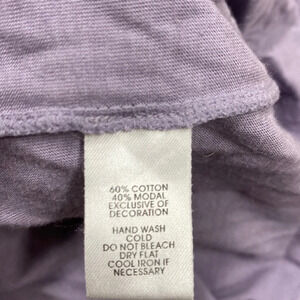 60% COTTON
40% MODAL
EXCLUSIVE OF
DECORATION
HAND WASH
COLD
DO NOT BLEACH
DRY FLAT
COOL IRON IF
NECESSARY